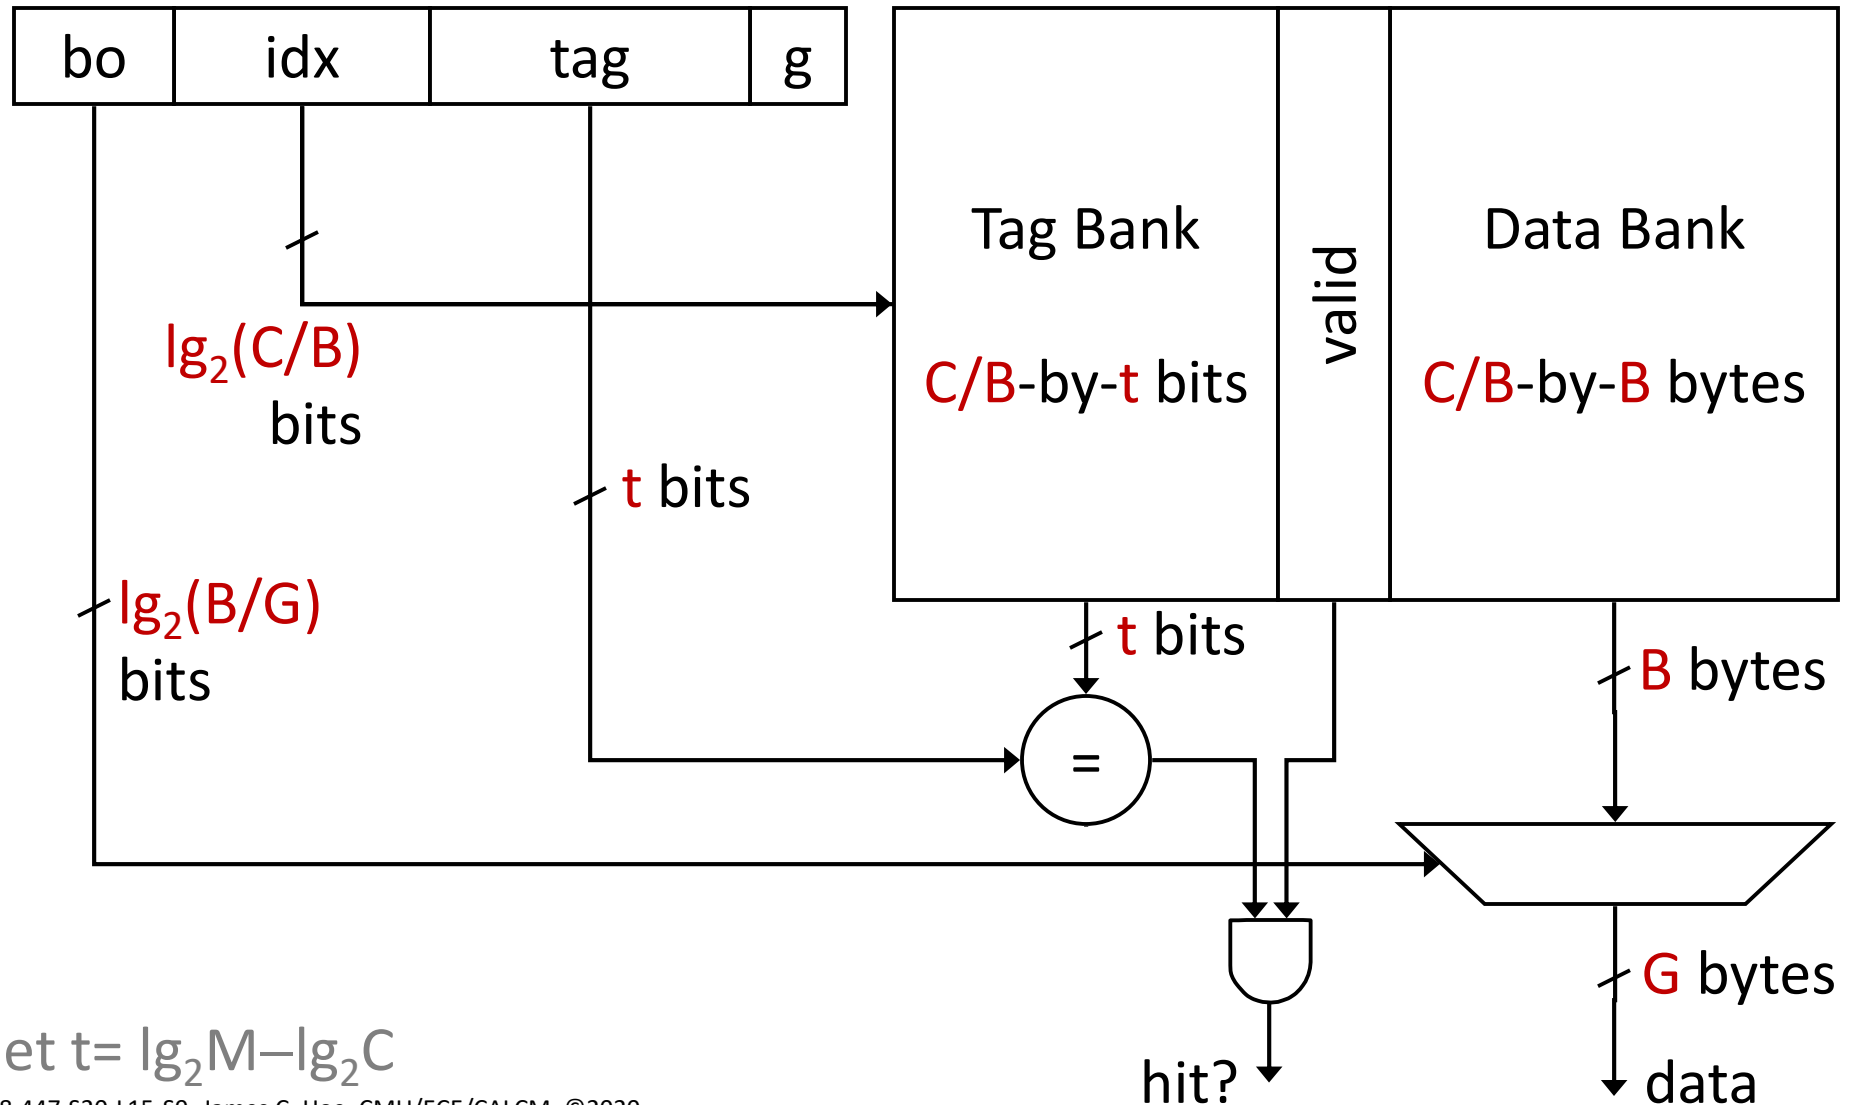 bo idx tag g
Tag Bank
valid
Data Bank
lg₂(C/B)
bits
C/B-by-t bits
C/B-by-B bytes
t bits
lg₂(B/G)
bits
t bits
B bytes
=
G bytes
et t= lg₂M–lg₂C
hit?
data